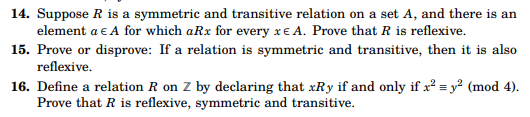 14. Suppose R is a symmetric and transitive relation on a set A, and there is an
element a ∈ A for which aRx for every x ∈ A. Prove that R is reflexive.
15. Prove or disprove: If a relation is symmetric and transitive, then it is also
reflexive.
16. Define a relation R on ℤ by declaring that xRy if and only if x² ≡ y² (mod 4).
Prove that R is reflexive, symmetric and transitive.